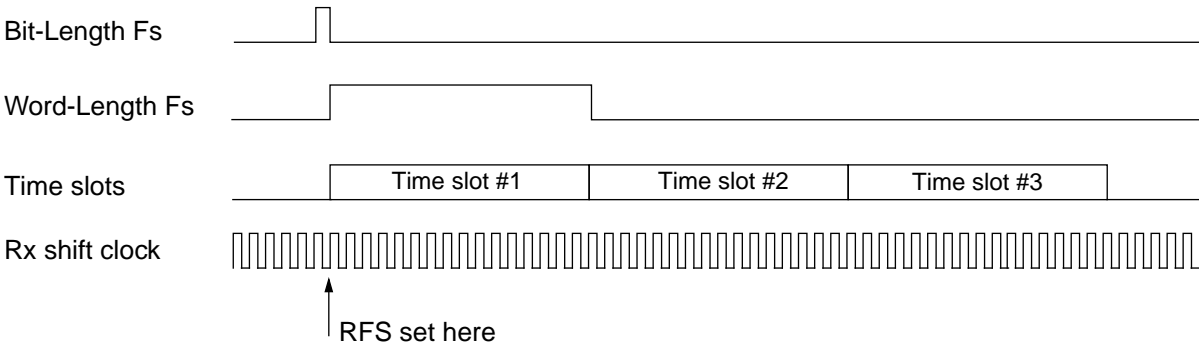 Bit-Length Fs
Word-Length Fs
Time slots
Time slot #1
Time slot #2
Time slot #3
Rx shift clock
RFS set here